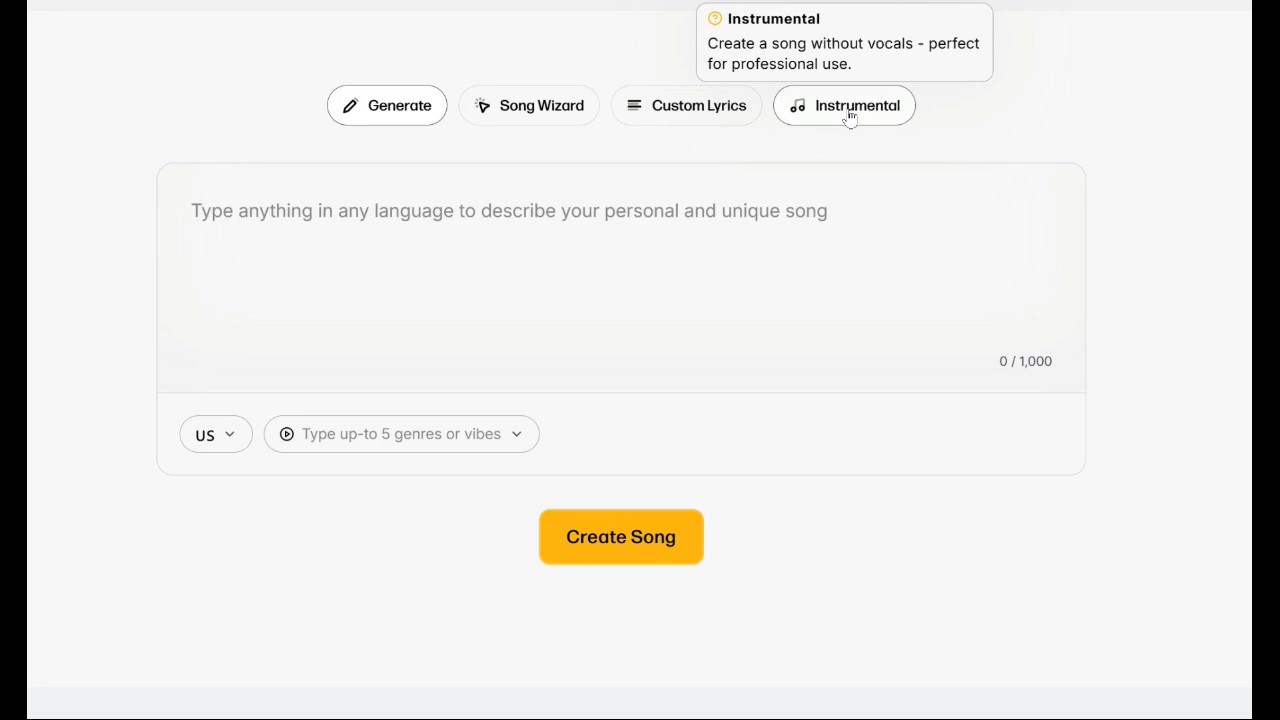 Instrumental
Create a song without vocals - perfect
for professional use.
Generate
Song Wizard
Custom Lyrics
Instrumental
Type anything in any language to describe your personal and unique song
0 / 1,000
US
Type up-to 5 genres or vibes
Create Song